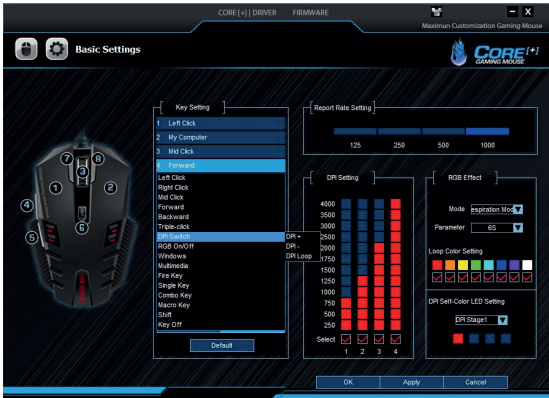 CORE [+] | DRIVER FIRMWARE
Maximun Customization Gaming Mouse
Basic Settings
CORE [+]
GAMING MOUSE
Key Setting
1 Left Click
2 My Computer
3 Mid Click
4 Forward
Left Click
Right Click
Mid Click
Forward
Backward
Triple-click
DPI Switch
RGB On/Off
Windows
Multimedia
Fire Key
Single Key
Combo Key
Macro Key
Shift
Key Off
DPI +
DPI -
DPI Loop
Default
7 8
3
1 2
4
6
5
Report Rate Setting
125 250 500 1000
DPI Setting
4000
3500
3000
2500
2000
1750
1500
1250
1000
750
500
250
Select
1 2 3 4
RGB Effect
Mode espiration Mod
Parameter 6S
Loop Color Setting
DPI Self-Color LED Setting
DPI Stage1
OK Apply Cancel